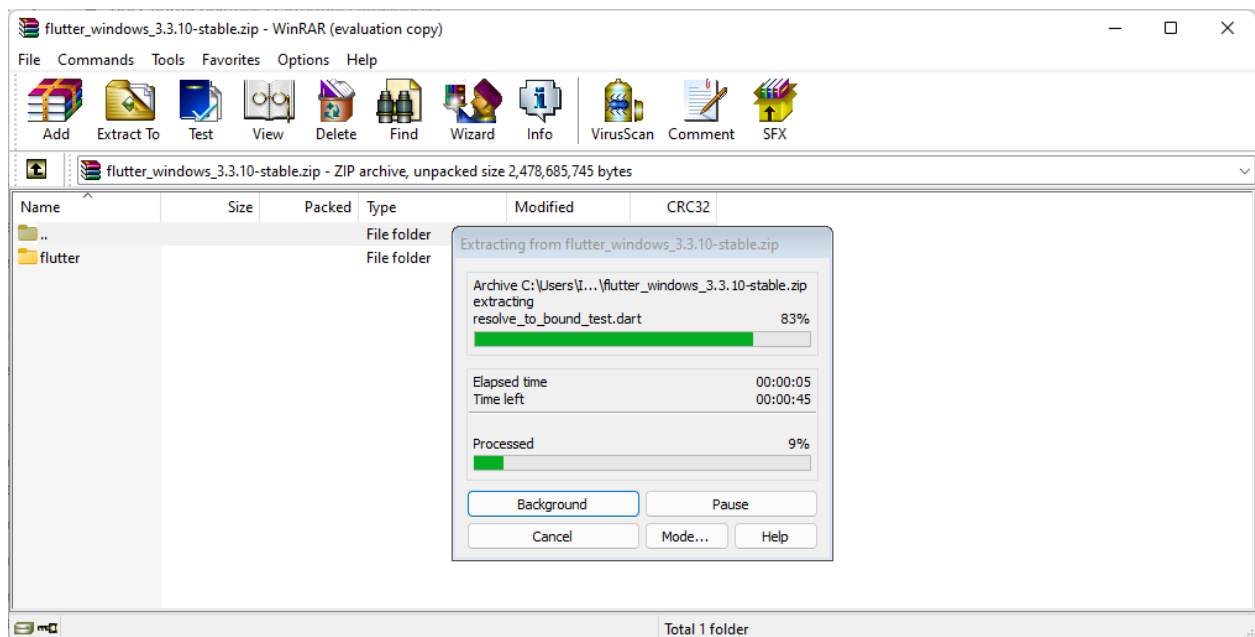 flutter_windows_3.3.10-stable.zip - WinRAR (evaluation copy)
File Commands Tools Favorites Options Help
Add Extract To Test View Delete Find Wizard Info VirusScan Comment SFX
flutter_windows_3.3.10-stable.zip - ZIP archive, unpacked size 2,478,685,745 bytes
Name Size Packed Type Modified CRC32
.. File folder
flutter File folder
Extracting from flutter_windows_3.3.10-stable.zip
Archive C:\Users\I...\flutter_windows_3.3.10-stable.zip
extracting
resolve_to_bound_test.dart 83%
Elapsed time 00:00:05
Time left 00:00:45
Processed 9%
Background Pause
Cancel Mode... Help
Total 1 folder